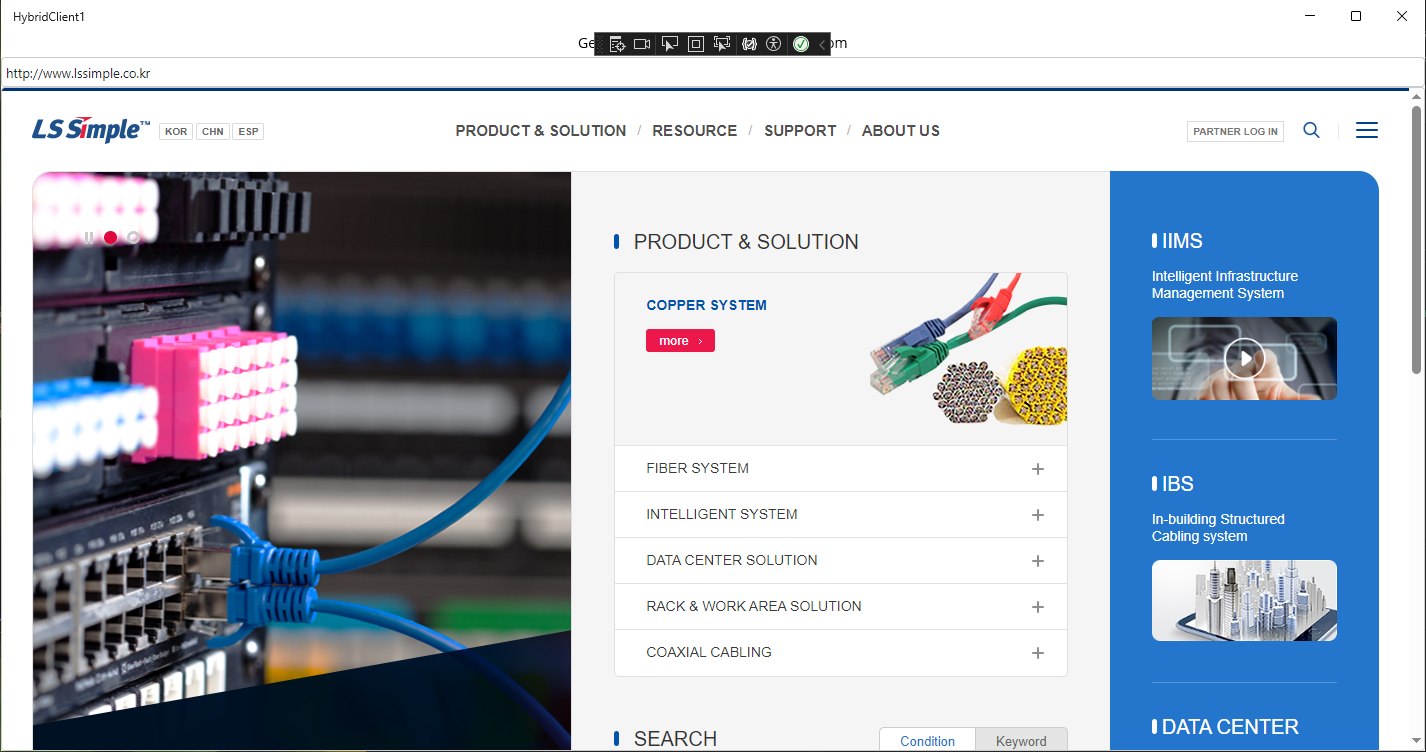 HybridClient1
Ge
om
http://www.lssimple.co.kr
LS Simple™
KOR CHN ESP
PRODUCT & SOLUTION / RESOURCE / SUPPORT / ABOUT US
PARTNER LOG IN
PRODUCT & SOLUTION
COPPER SYSTEM
more
FIBER SYSTEM
INTELLIGENT SYSTEM
DATA CENTER SOLUTION
RACK & WORK AREA SOLUTION
COAXIAL CABLING
SEARCH
Condition Keyword
IIMS
Intelligent Infrastructure
Management System
IBS
In-building Structured
Cabling system
DATA CENTER